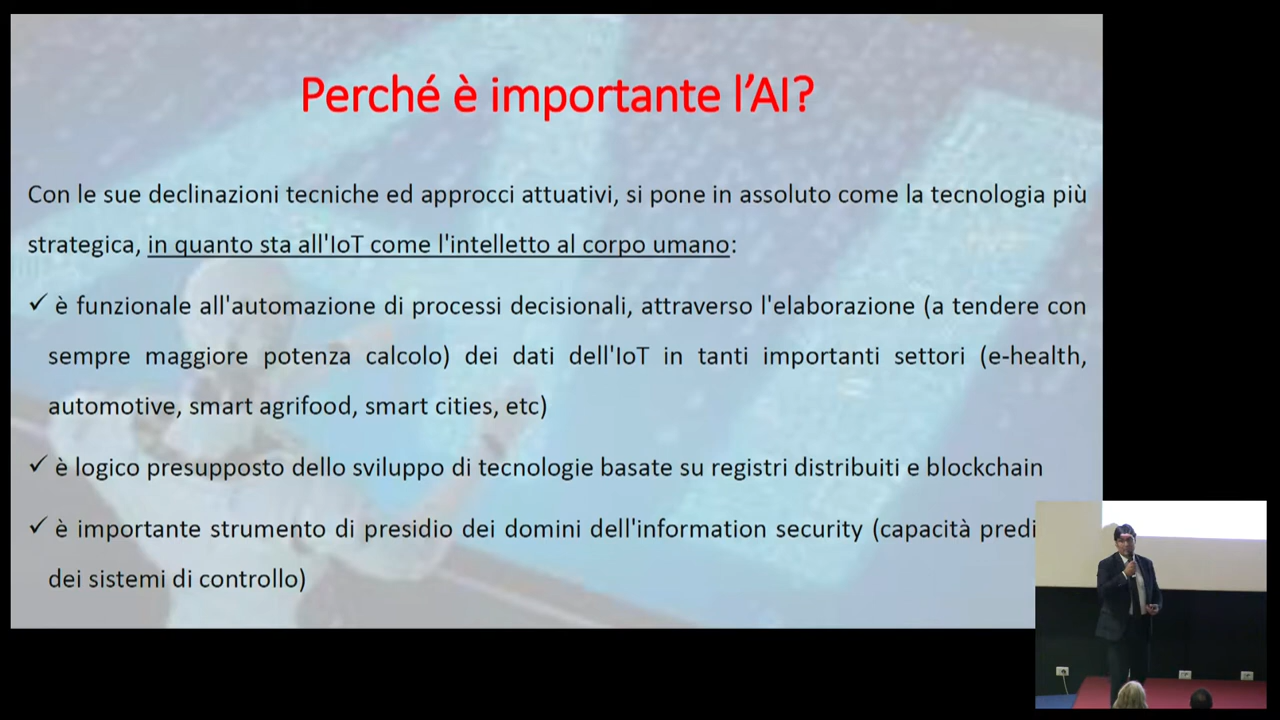 Perché è importante l’AI?
Con le sue declinazioni tecniche ed approcci attuativi, si pone in assoluto come la tecnologia più
strategica, in quanto sta all'IoT come l'intelletto al corpo umano:
✓ è funzionale all'automazione di processi decisionali, attraverso l'elaborazione (a tendere con
sempre maggiore potenza calcolo) dei dati dell'IoT in tanti importanti settori (e-health,
automotive, smart agrifood, smart cities, etc)
✓ è logico presupposto dello sviluppo di tecnologie basate su registri distribuiti e blockchain
✓ è importante strumento di presidio dei domini dell'information security (capacità predi
dei sistemi di controllo)